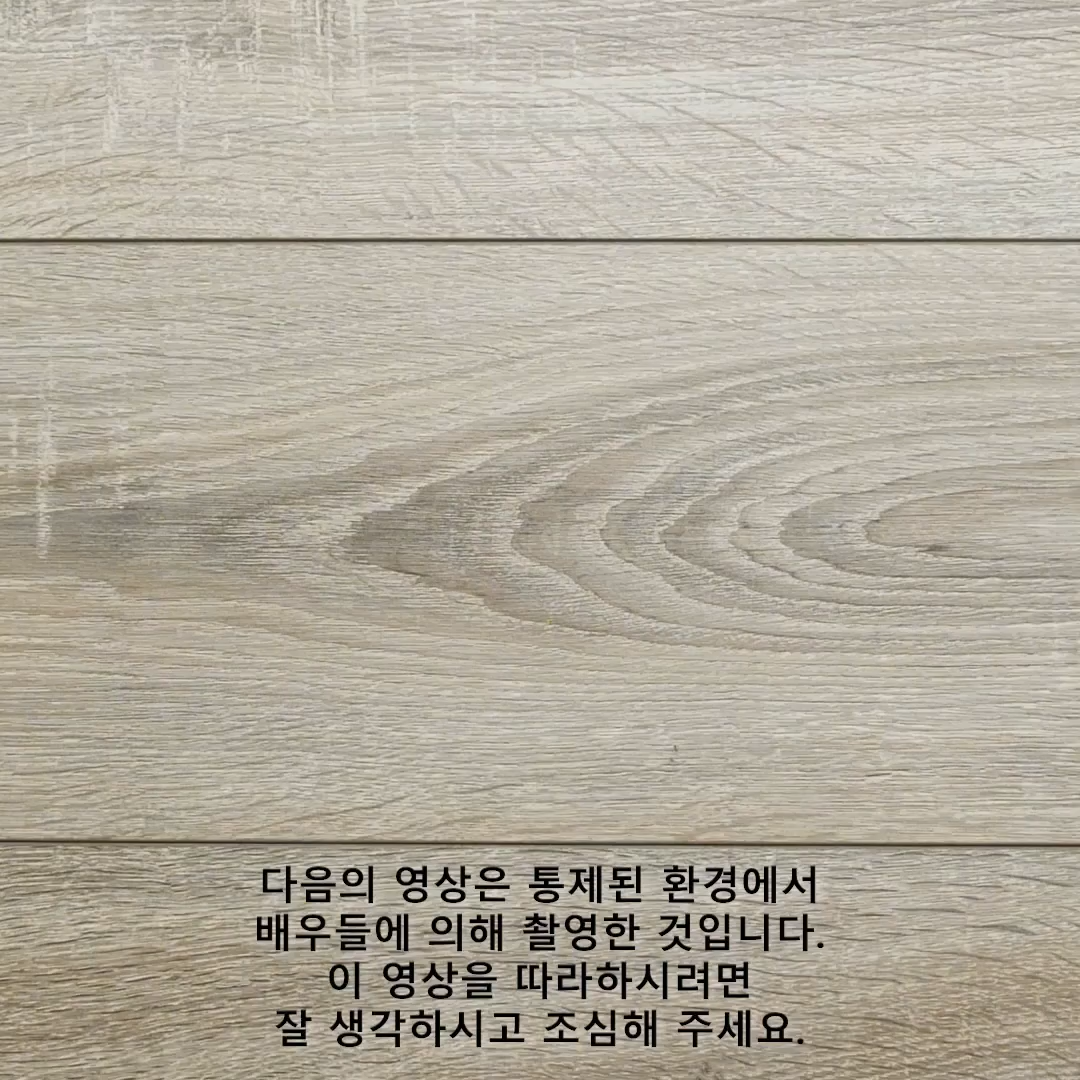 다음의 영상은 통제된 환경에서
배우들에 의해 촬영한 것입니다.
이 영상을 따라하시려면
잘 생각하시고 조심해 주세요.